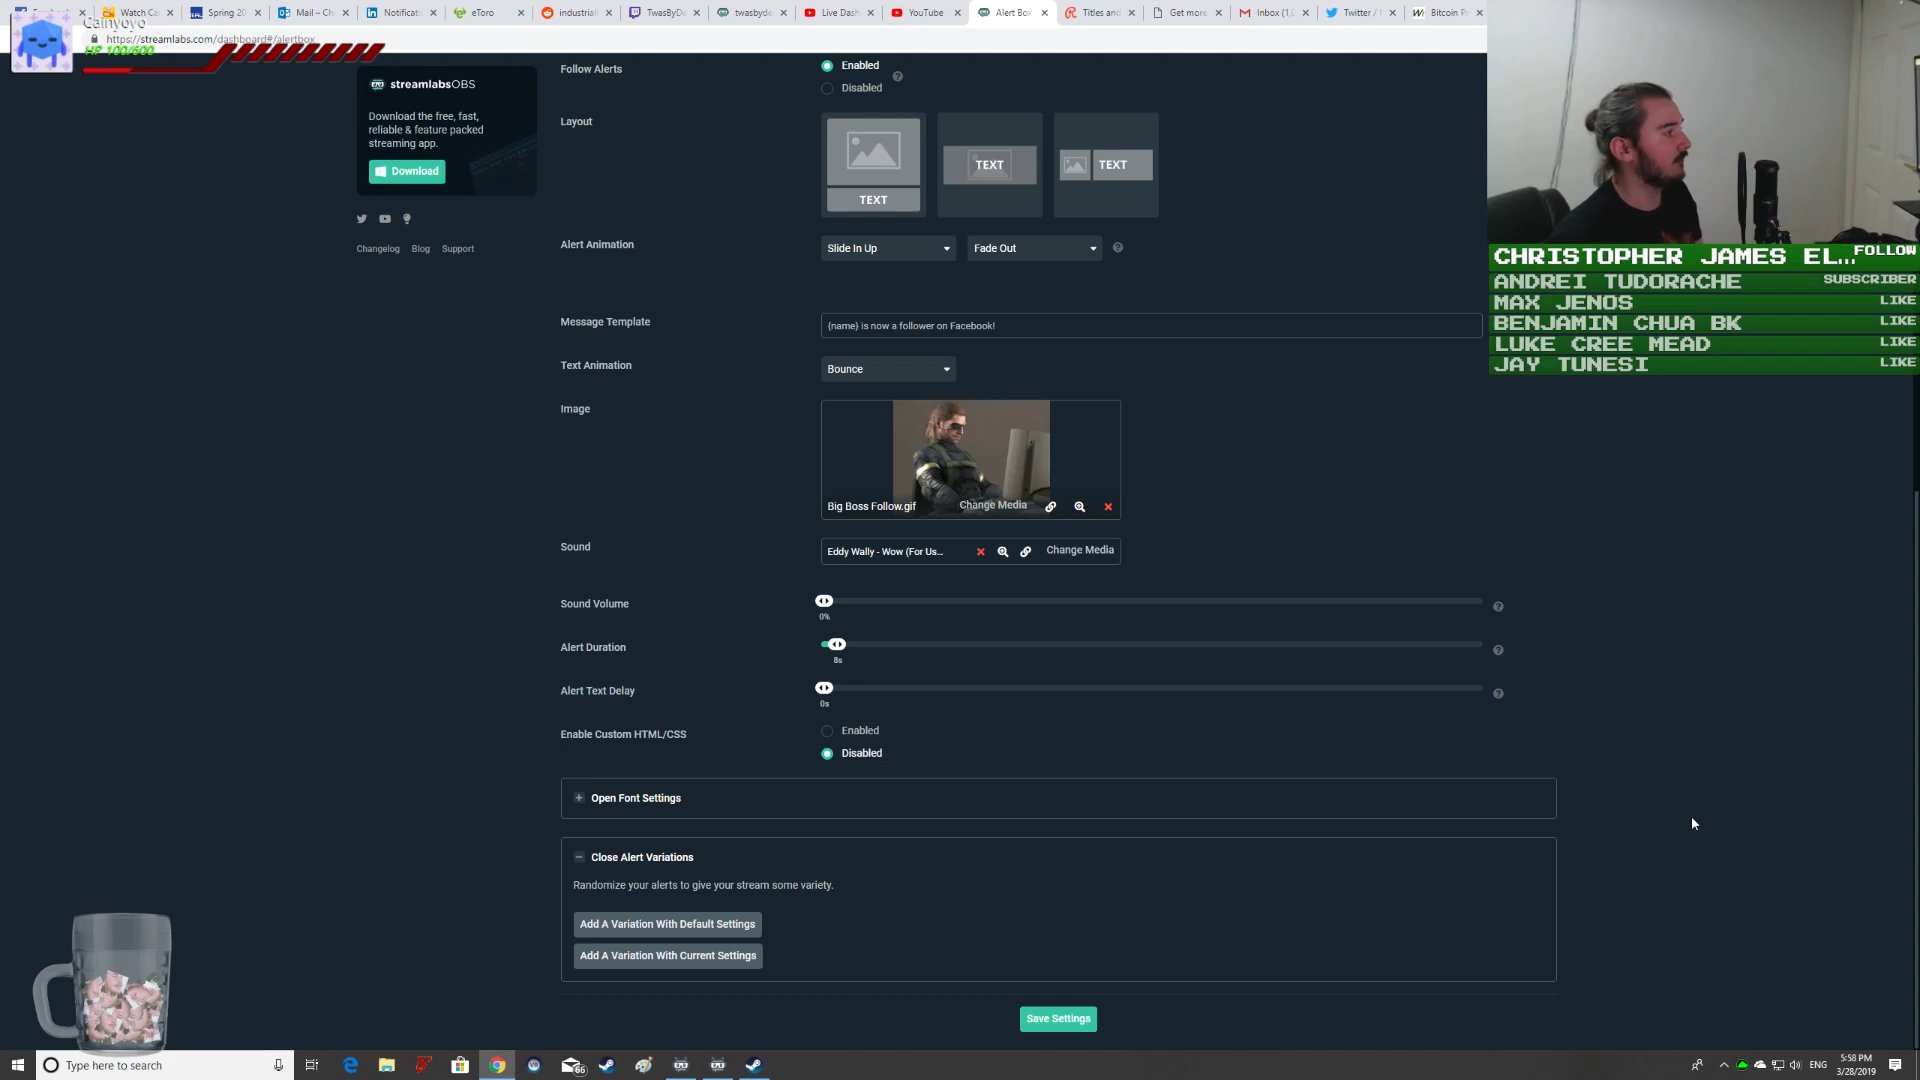 Watch Ca
Spring 20
Mail – Ch
Notificati
eToro
industrial
TwasByDe
twasbyde
Live Dash
YouTube
Alert Box
Titles and
Get more
Inbox (1,0
Twitter /
Bitcoin P
Callyoyo
https://streamlabs.com/dashboard#/alertbox
HP 100/600
streamlabsOBS
Download the free, fast,
reliable & feature packed
streaming app.
Download
Changelog Blog Support
Follow Alerts
Enabled
Disabled
Layout
TEXT
TEXT
TEXT
Alert Animation
Slide In Up
Fade Out
Message Template
{name} is now a follower on Facebook!
Text Animation
Bounce
Image
Big Boss Follow.gif
Change Media
Sound
Eddy Wally - Wow (For Us...
Change Media
Sound Volume
0%
Alert Duration
8s
Alert Text Delay
0s
Enable Custom HTML/CSS
Enabled
Disabled
Open Font Settings
Close Alert Variations
Randomize your alerts to give your stream some variety.
Add A Variation With Default Settings
Add A Variation With Current Settings
Save Settings
CHRISTOPHER JAMES EL... FOLLOW
ANDREI TUDORACHE SUBSCRIBER
MAX JENOS LIKE
BENJAMIN CHUA BK LIKE
LUKE CREE MEAD LIKE
JAY TUNESI LIKE
Type here to search
66
ENG
5:58 PM
3/28/2019